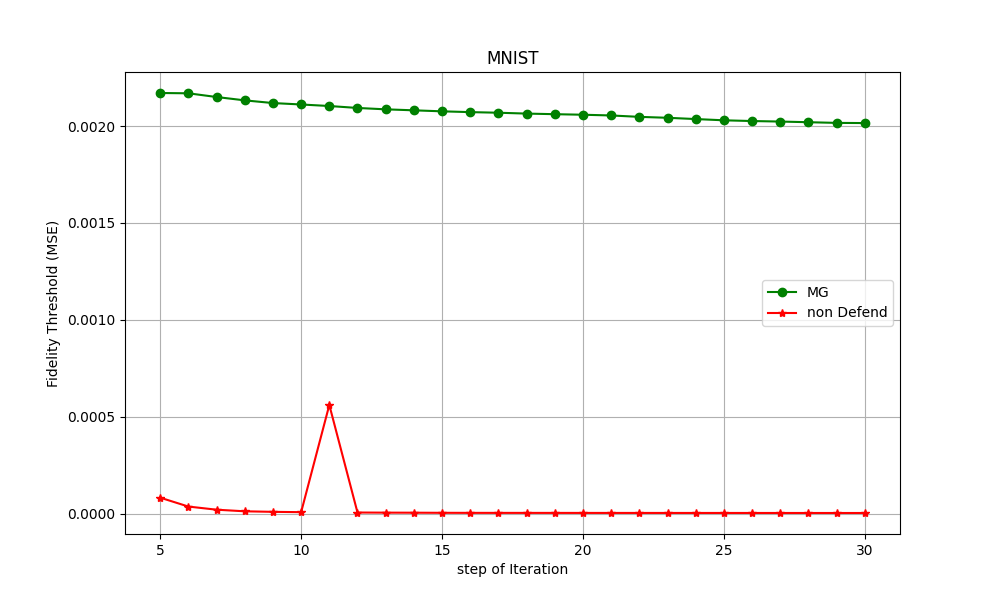 MNIST
Fidelity Threshold (MSE)
0.0020
0.0015
0.0010
0.0005
0.0000
MG
non Defend
5 10 15 20 25 30
step of Iteration